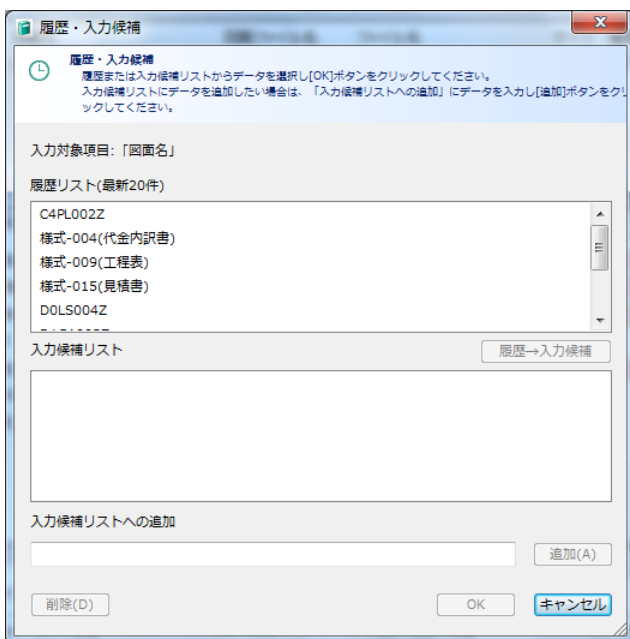 履歴・入力候補
履歴・入力候補
履歴または入力候補リストからデータを選択し[OK]ボタンをクリックしてください。
入力候補リストにデータを追加したい場合は、「入力候補リストへの追加」にデータを入力し[追加]ボタンをクリ
ックしてください。
入力対象項目:「図面名」
履歴リスト(最新20件)
C4PL002Z
様式-004(代金内訳書)
様式-009(工程表)
様式-015(見積書)
D0LS004Z
入力候補リスト
履歴→入力候補
入力候補リストへの追加
追加(A)
削除(D)
OK
キャンセル